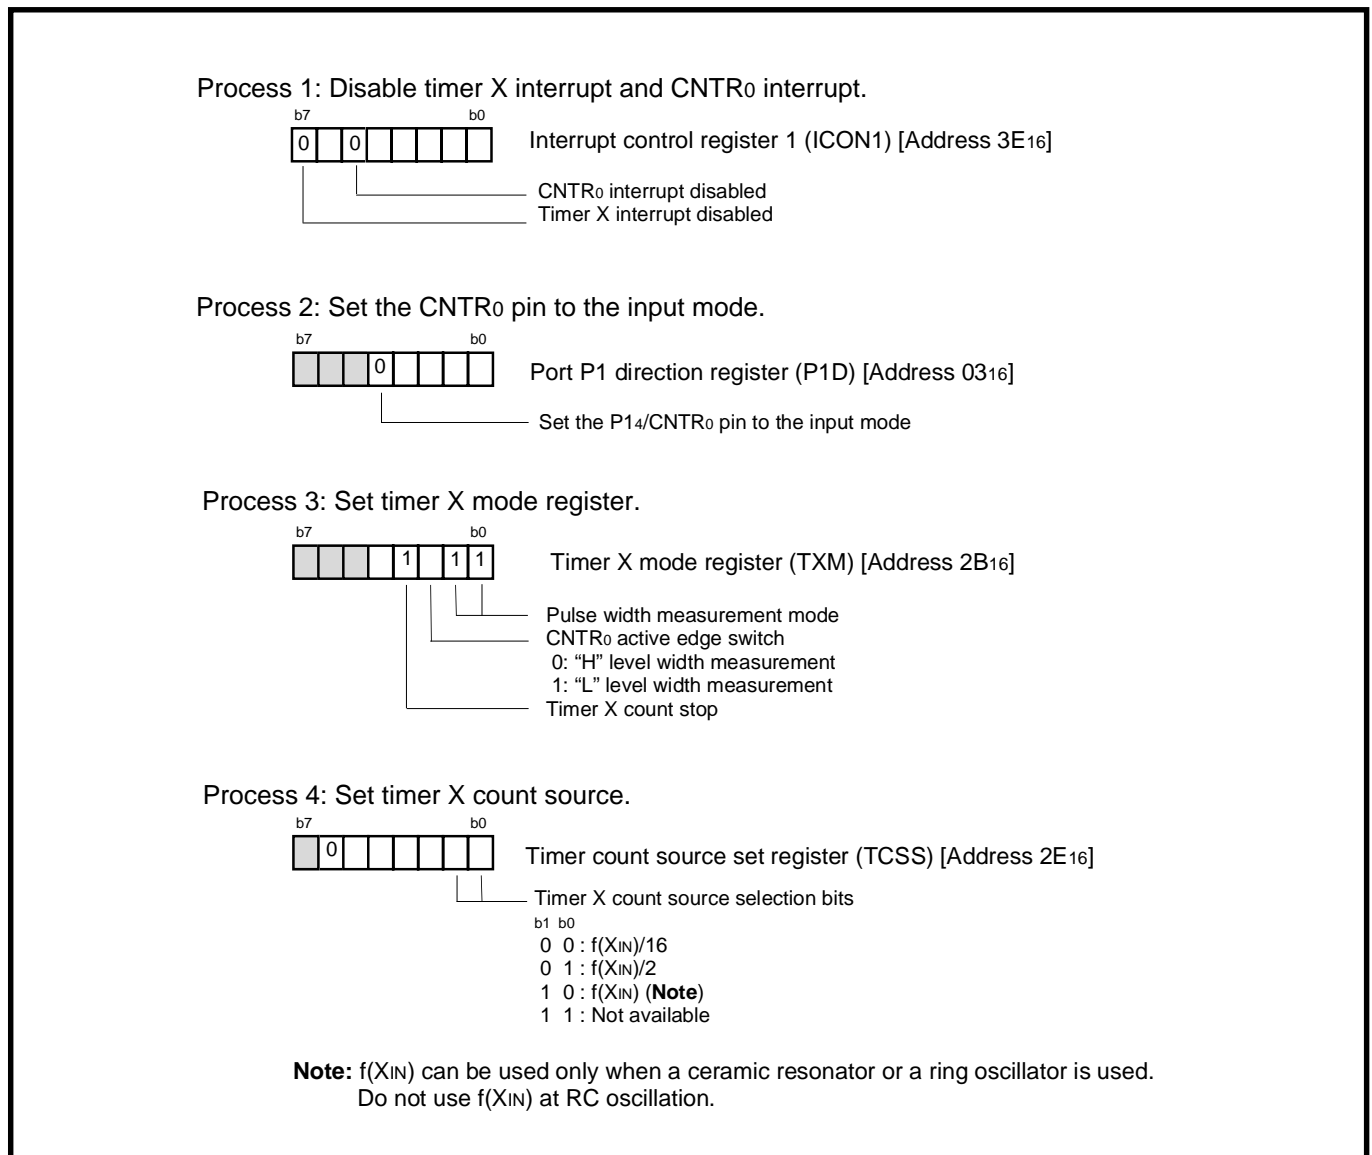 Process 1: Disable timer X interrupt and CNTR0 interrupt.
b7 b0
0 0 Interrupt control register 1 (ICON1) [Address 3E16]
CNTR0 interrupt disabled
Timer X interrupt disabled
Process 2: Set the CNTR0 pin to the input mode.
b7 b0
0 Port P1 direction register (P1D) [Address 0316]
Set the P14/CNTR0 pin to the input mode
Process 3: Set timer X mode register.
b7 b0
1 1 1 Timer X mode register (TXM) [Address 2B16]
Pulse width measurement mode
CNTR0 active edge switch
0: “H” level width measurement
1: “L” level width measurement
Timer X count stop
Process 4: Set timer X count source.
b7 b0
0 Timer count source set register (TCSS) [Address 2E16]
Timer X count source selection bits
b1 b0
0 0 : f(XIN)/16
0 1 : f(XIN)/2
1 0 : f(XIN) (Note)
1 1 : Not available
Note: f(XIN) can be used only when a ceramic resonator or a ring oscillator is used.
Do not use f(XIN) at RC oscillation.